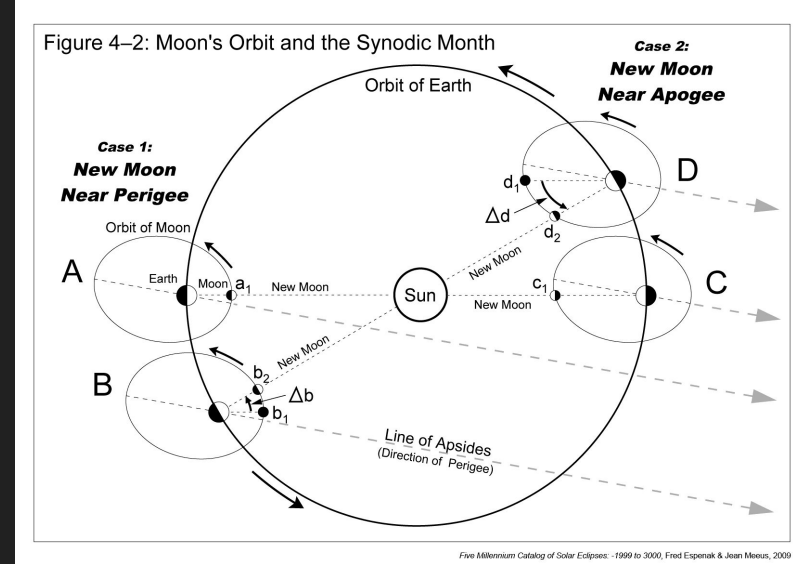 Figure 4–2: Moon's Orbit and the Synodic Month
Case 2:
New Moon
Near Apogee
Orbit of Earth
Case 1:
New Moon
Near Perigee
Orbit of Moon
D
d1
Δd
d2
New Moon
A
Earth
Moon
a1
New Moon
Sun
New Moon
c1
C
B
New Moon
b2
Δb
b1
Line of Apsides
(Direction of Perigee)
Five Millennium Catalog of Solar Eclipses: -1999 to 3000, Fred Espenak & Jean Meeus, 2009